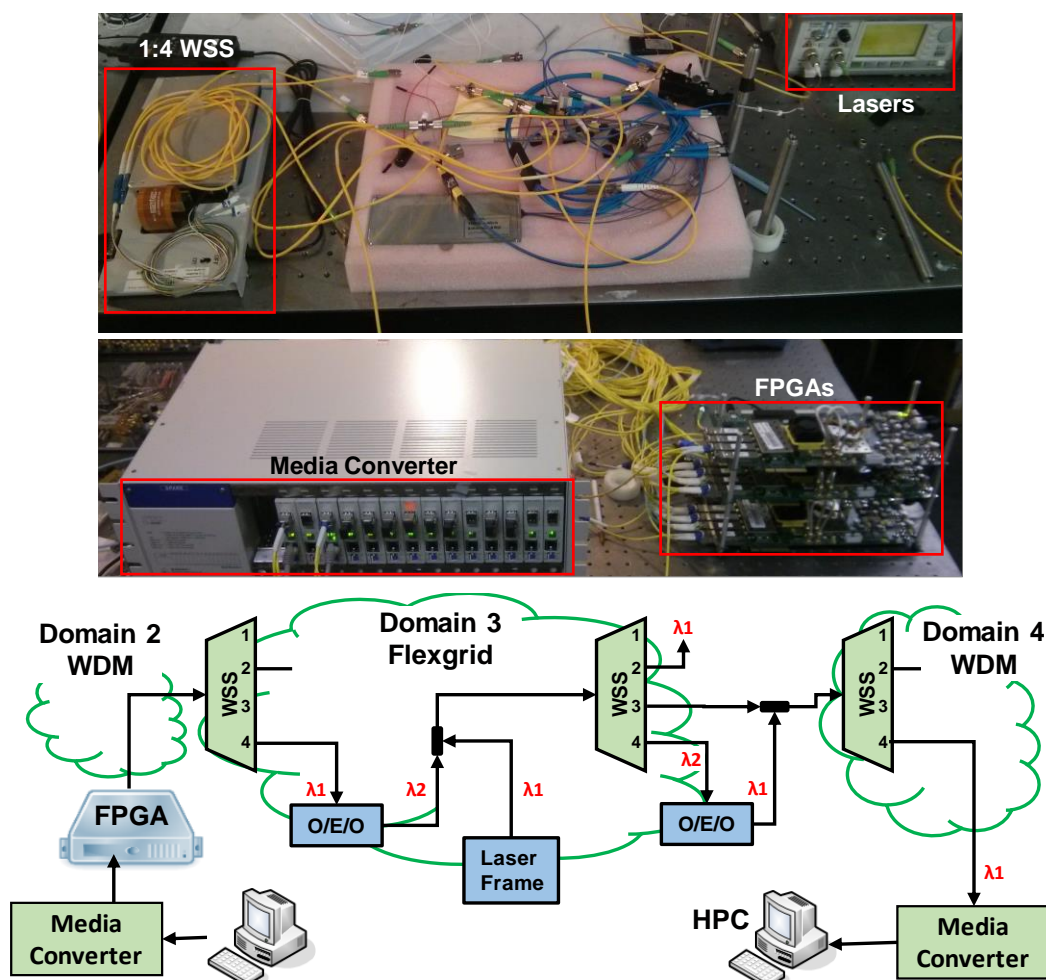 1:4 WSS
Lasers
FPGAs
Media Converter
Domain 2
WDM
WSS
1
2
3
4
Domain 3
Flexgrid
WSS
1
2
3
4
λ1
WSS
1
2
3
4
Domain 4
WDM
λ1
λ2
λ1
λ2
λ1
λ1
FPGA
O/E/O
Laser
Frame
O/E/O
Media
Converter
HPC
Media
Converter